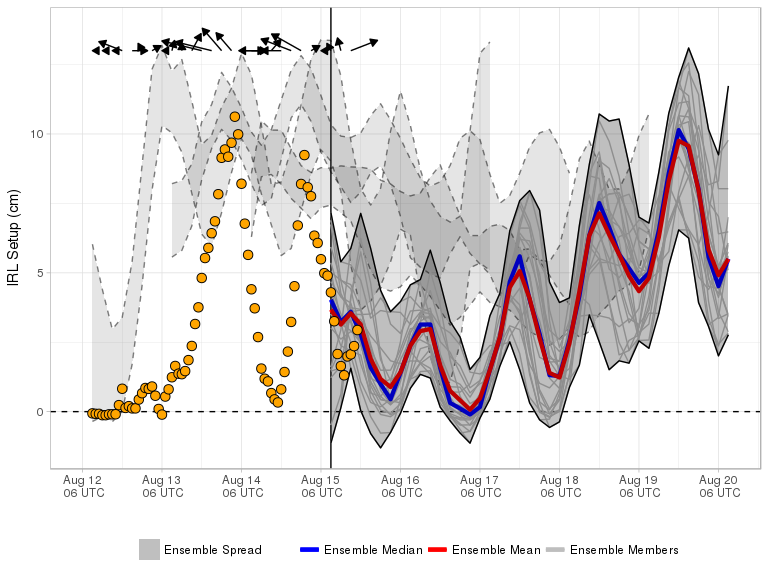 IRL Setup (cm)
10
5
0
Aug 12 Aug 13 Aug 14 Aug 15 Aug 16 Aug 17 Aug 18 Aug 19 Aug 20
06 UTC 06 UTC 06 UTC 06 UTC 06 UTC 06 UTC 06 UTC 06 UTC 06 UTC
Ensemble Spread Ensemble Median Ensemble Mean Ensemble Members